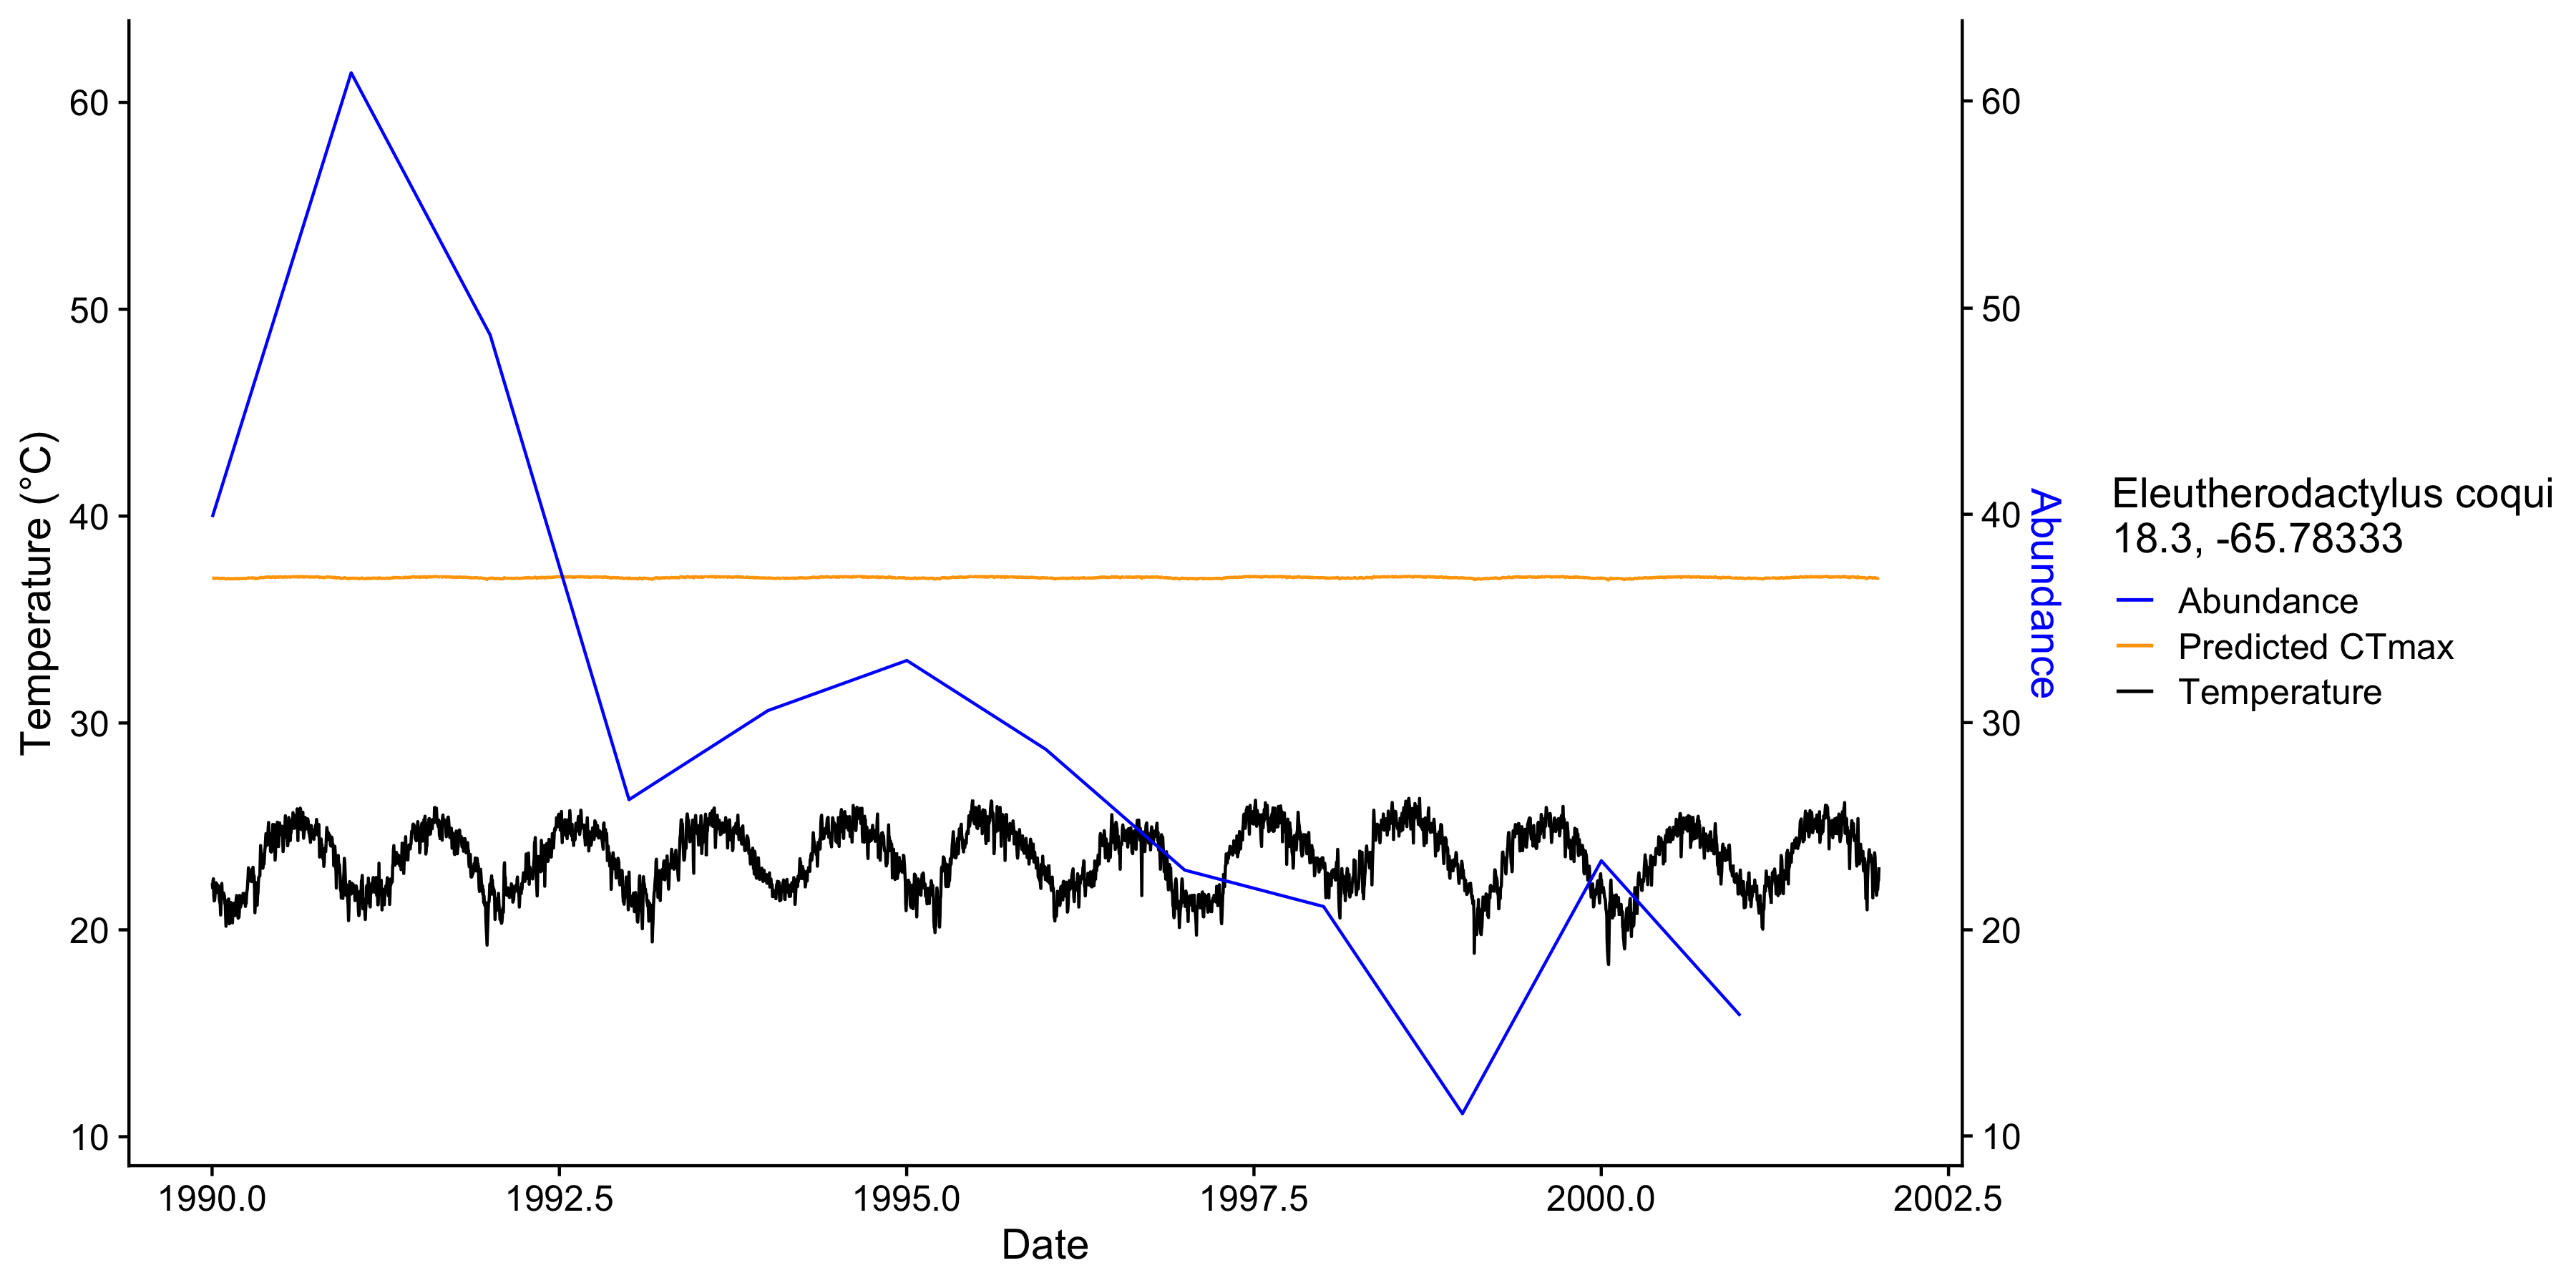 Temperature (°C)
60
50
40
30
20
10
1990.0
1992.5
1995.0
1997.5
2000.0
2002.5
Date
60
50
40
30
20
10
Abundance
Eleutherodactylus coqui
18.3, -65.78333
Abundance
Predicted CTmax
Temperature